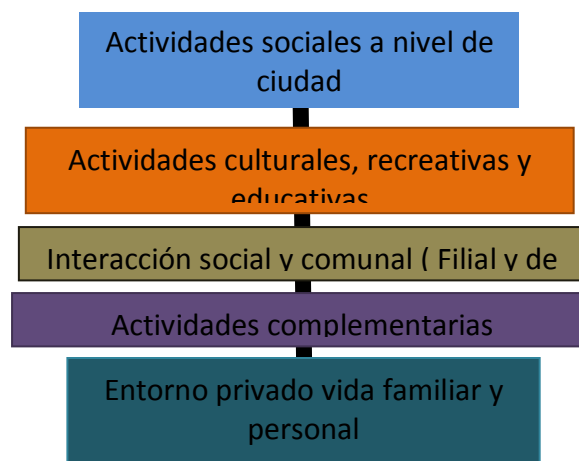 Actividades sociales a nivel de
ciudad
Actividades culturales, recreativas y
educativas
Interacción social y comunal ( Filial y de
Actividades complementarias
Entorno privado vida familiar y
personal